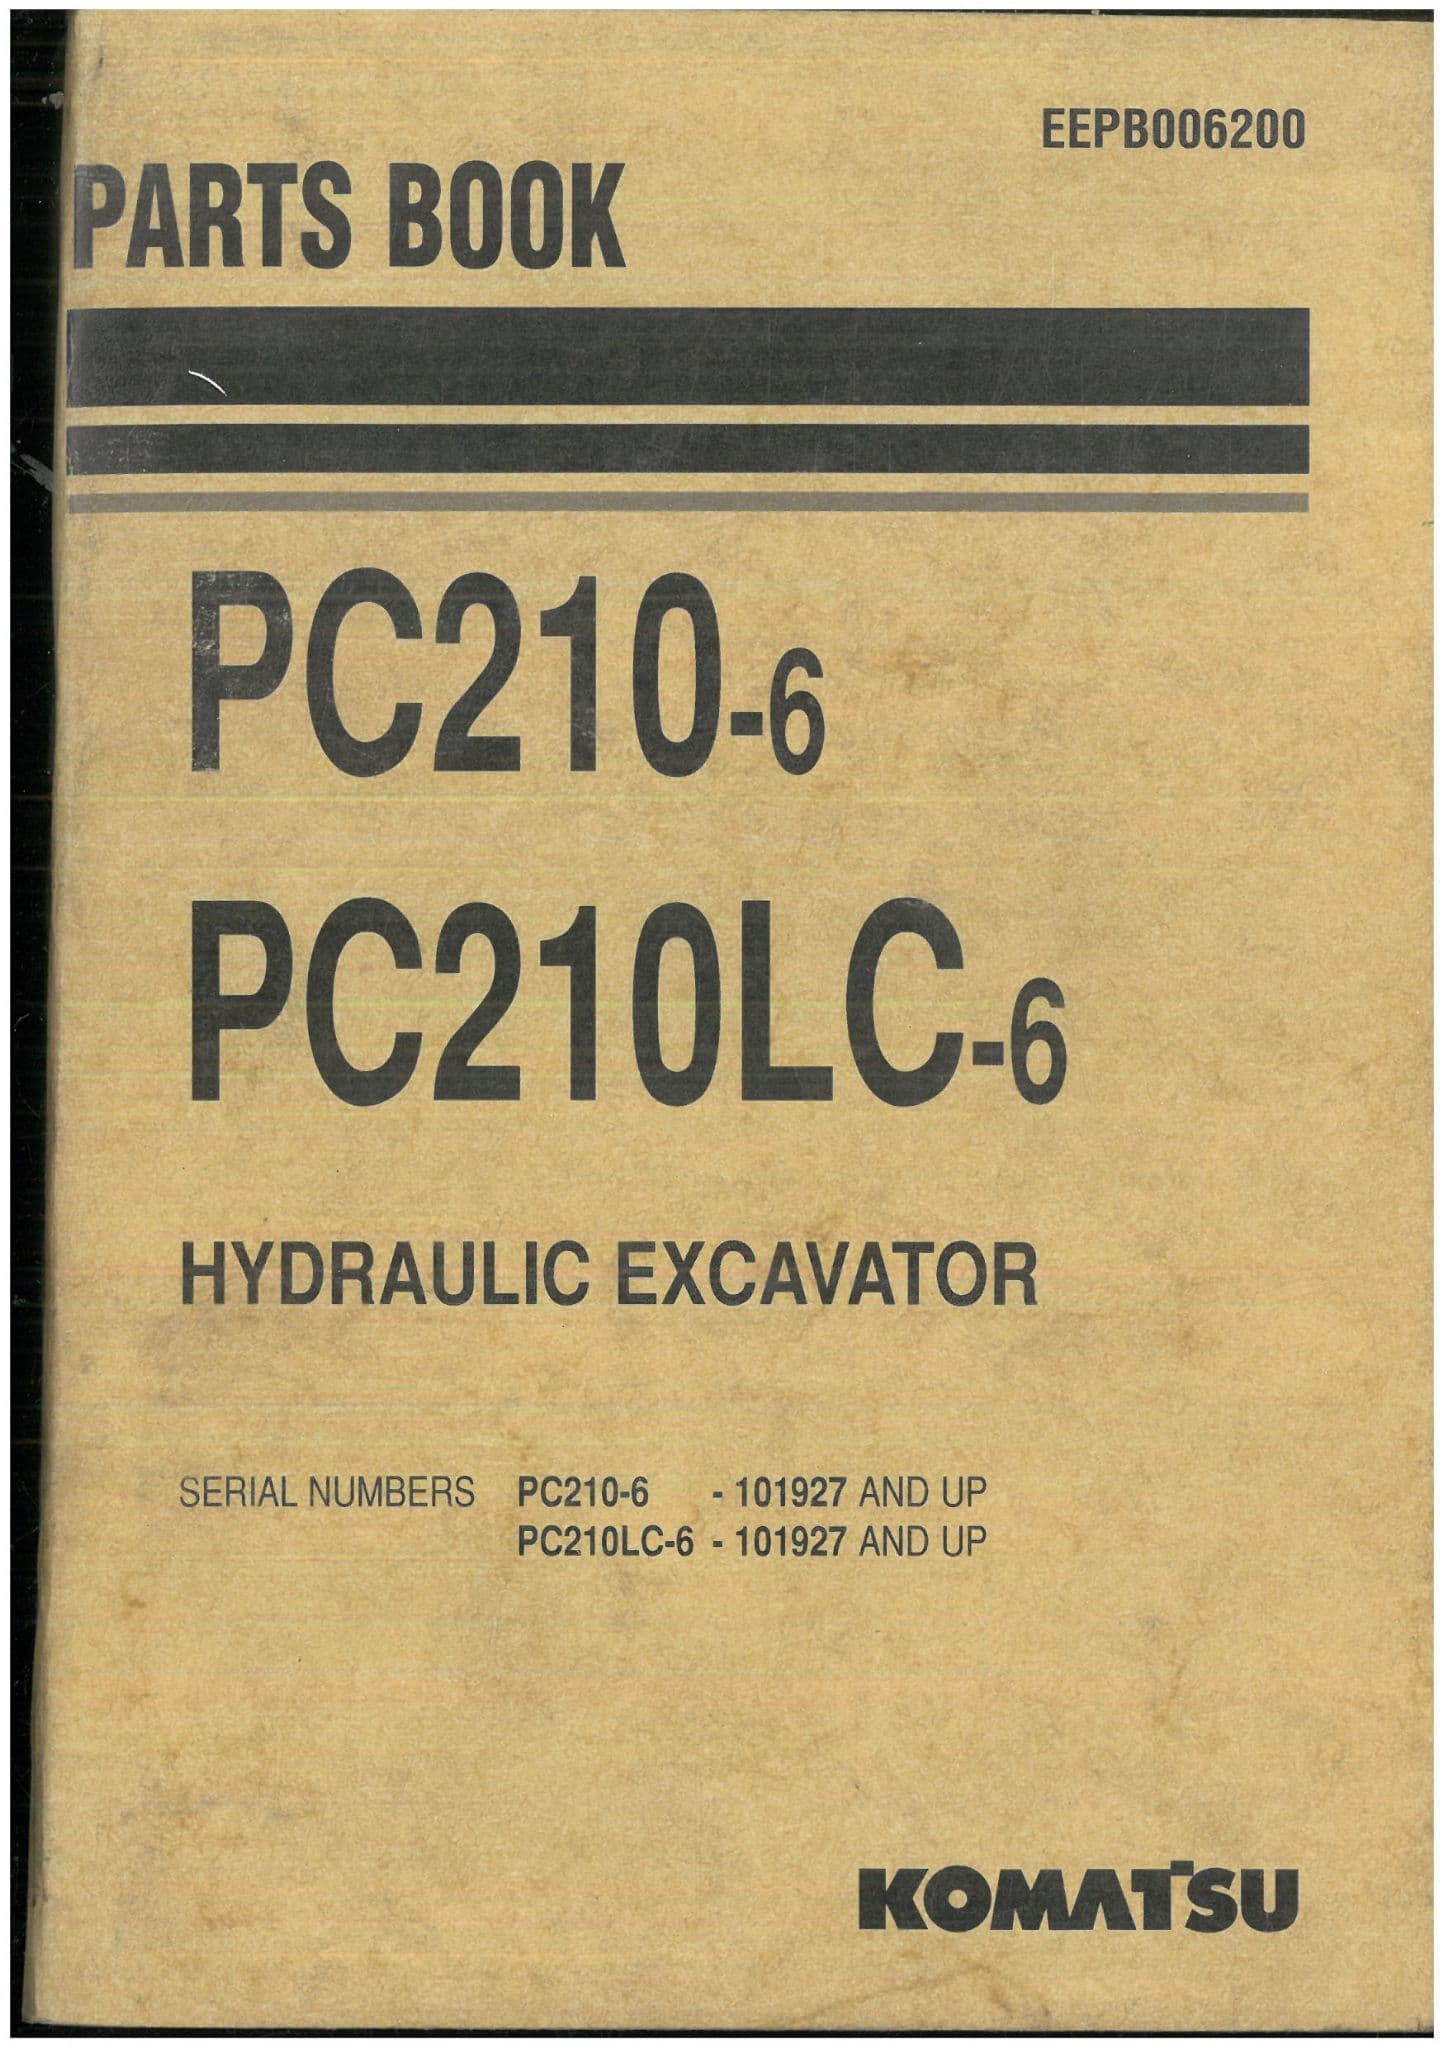 EEPB006200
PARTS BOOK
PC210-6
PC210LC-6
HYDRAULIC EXCAVATOR
SERIAL NUMBERS PC210-6 - 101927 AND UP
PC210LC-6 - 101927 AND UP
KOMATSU